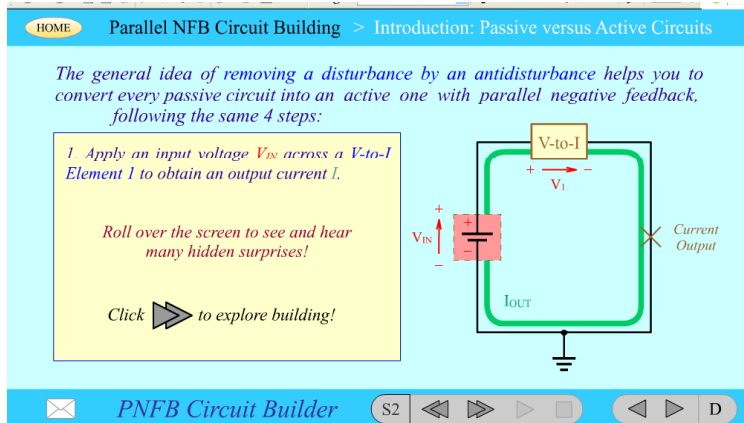 HOME Parallel NFB Circuit Building > Introduction: Passive versus Active Circuits
The general idea of removing a disturbance by an antidisturbance helps you to
convert every passive circuit into an active one with parallel negative feedback,
following the same 4 steps:
1. Apply an input voltage VIN across a V-to-I
Element 1 to obtain an output current I.
Roll over the screen to see and hear
many hidden surprises!
Click to explore building!
V-to-I
+ −
VI
+
VIN
−
+
−
Current
Output
IOUT
PNFB Circuit Builder S2 D